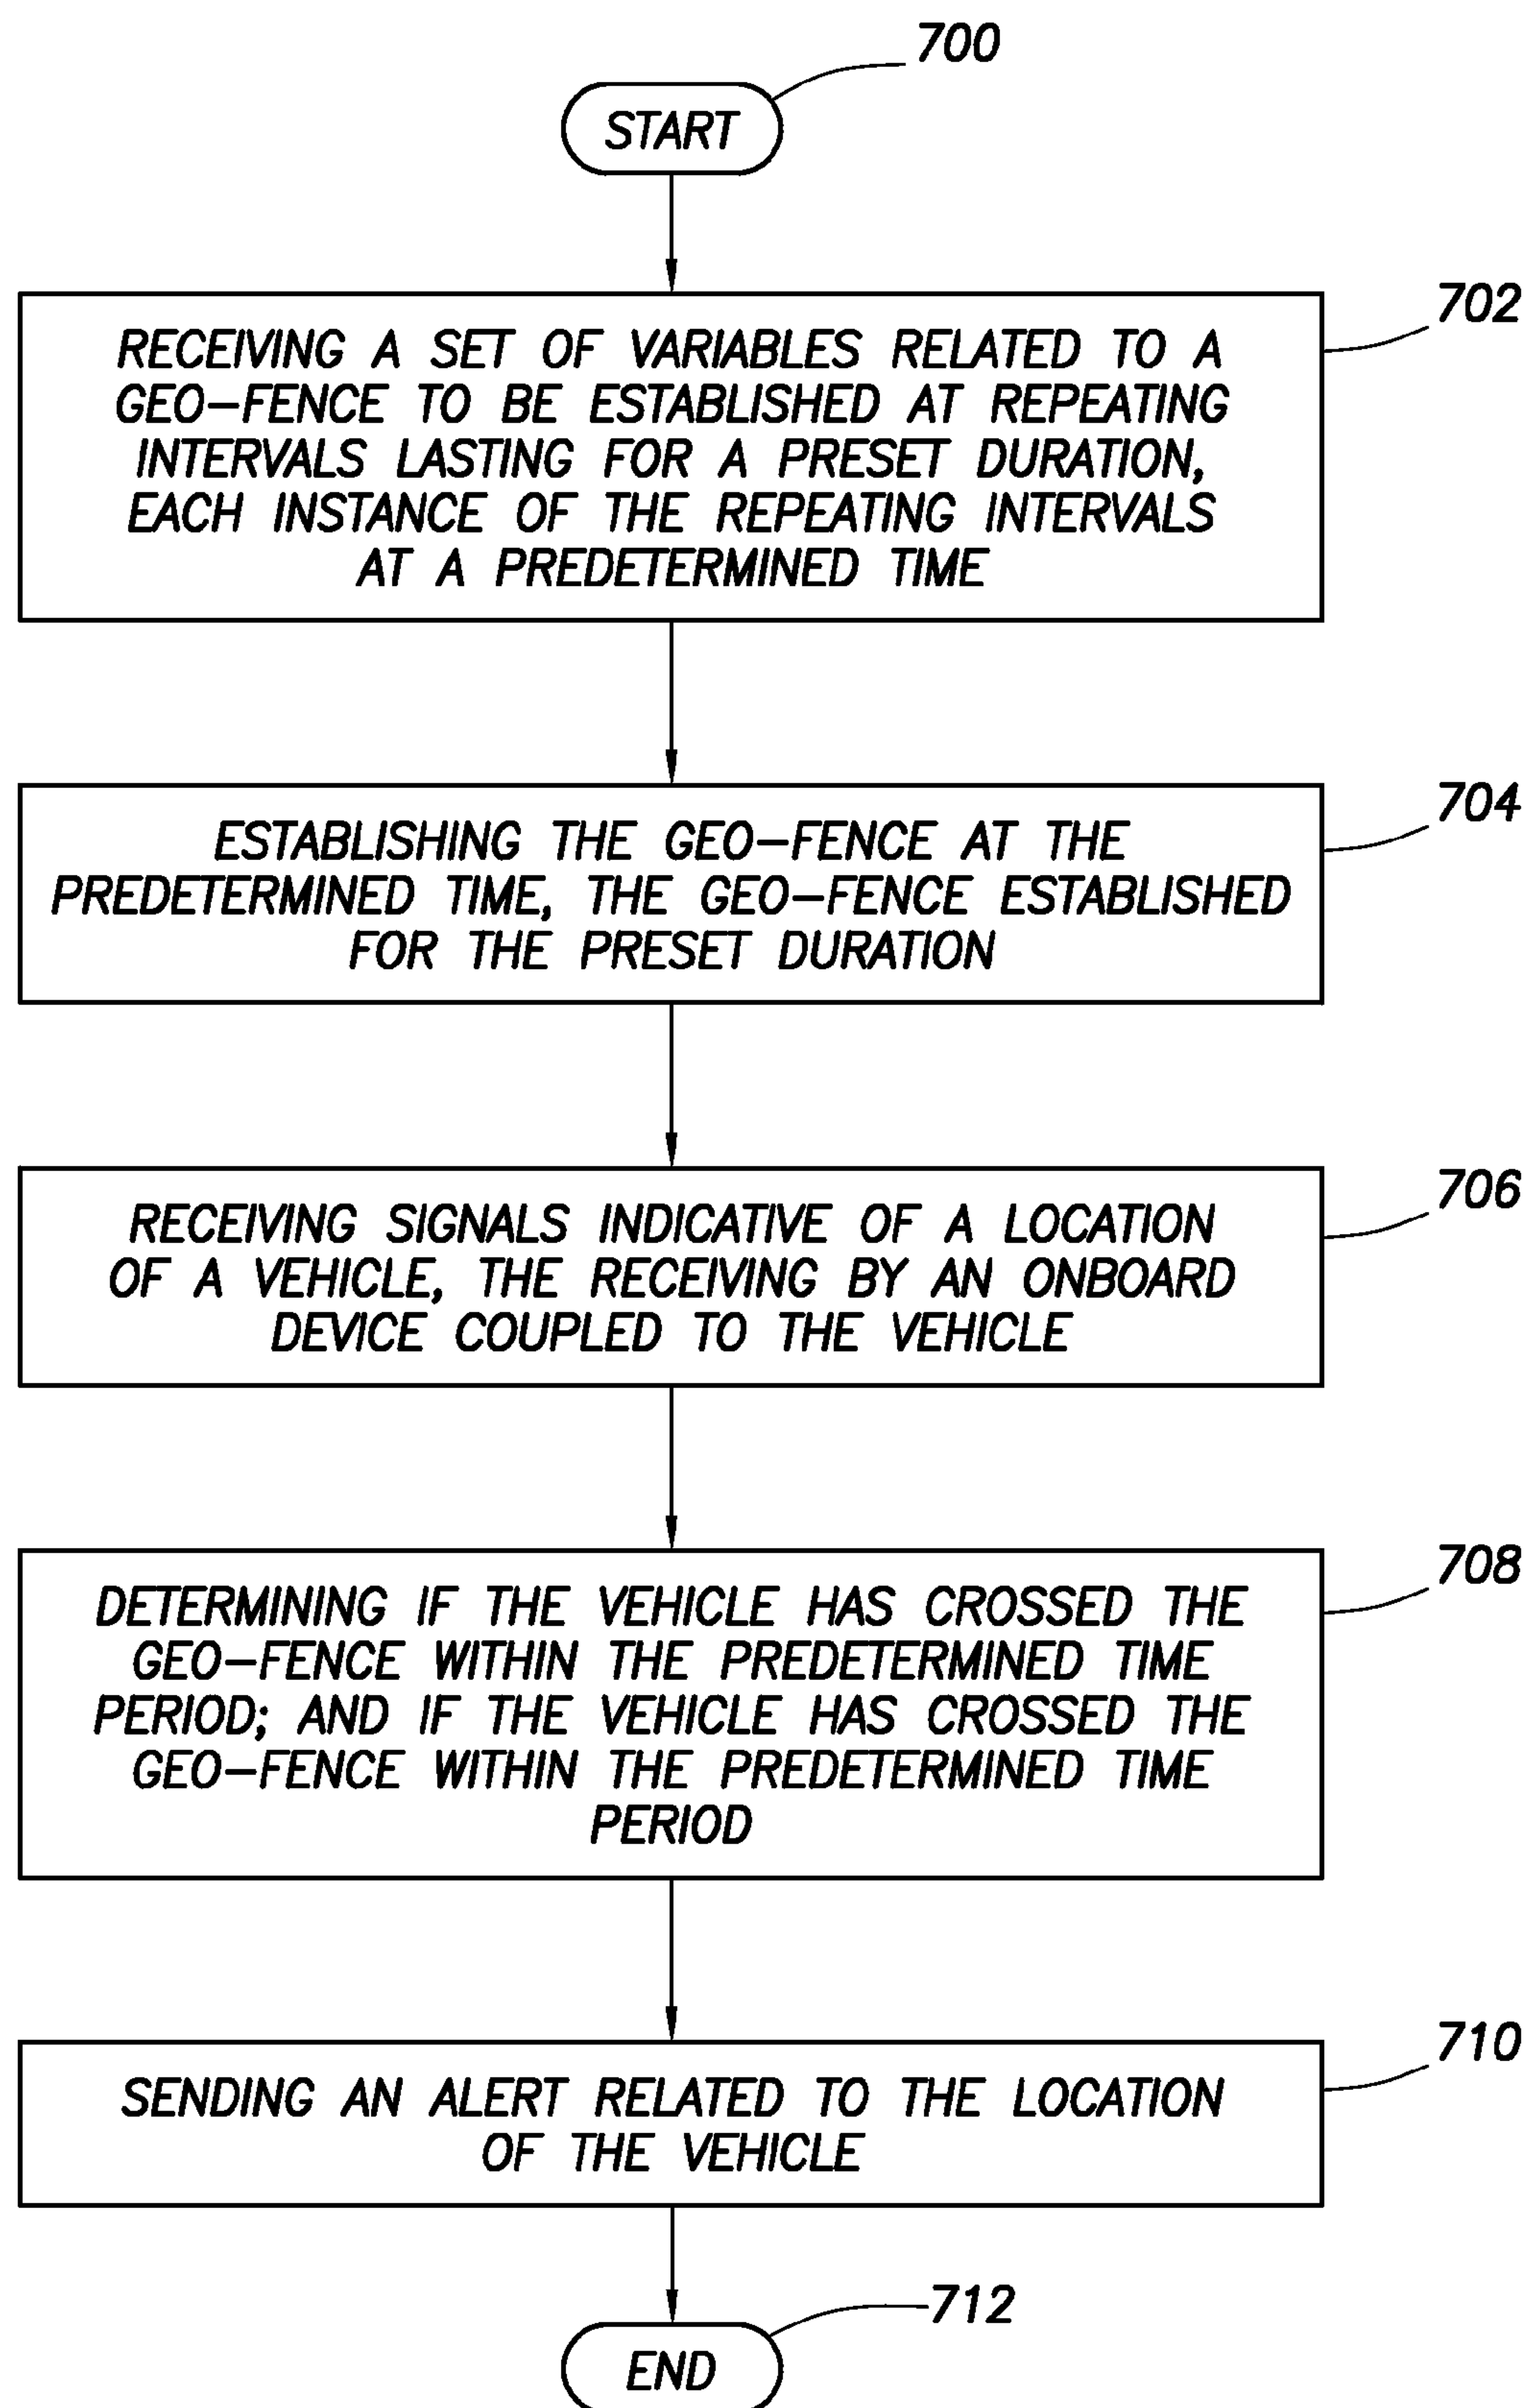 700
START
702
RECEIVING A SET OF VARIABLES RELATED TO A
GEO-FENCE TO BE ESTABLISHED AT REPEATING
INTERVALS LASTING FOR A PRESET DURATION,
EACH INSTANCE OF THE REPEATING INTERVALS
AT A PREDETERMINED TIME
704
ESTABLISHING THE GEO-FENCE AT THE
PREDETERMINED TIME, THE GEO-FENCE ESTABLISHED
FOR THE PRESET DURATION
706
RECEIVING SIGNALS INDICATIVE OF A LOCATION
OF A VEHICLE, THE RECEIVING BY AN ONBOARD
DEVICE COUPLED TO THE VEHICLE
708
DETERMINING IF THE VEHICLE HAS CROSSED THE
GEO-FENCE WITHIN THE PREDETERMINED TIME
PERIOD; AND IF THE VEHICLE HAS CROSSED THE
GEO-FENCE WITHIN THE PREDETERMINED TIME
PERIOD
710
SENDING AN ALERT RELATED TO THE LOCATION
OF THE VEHICLE
712
END